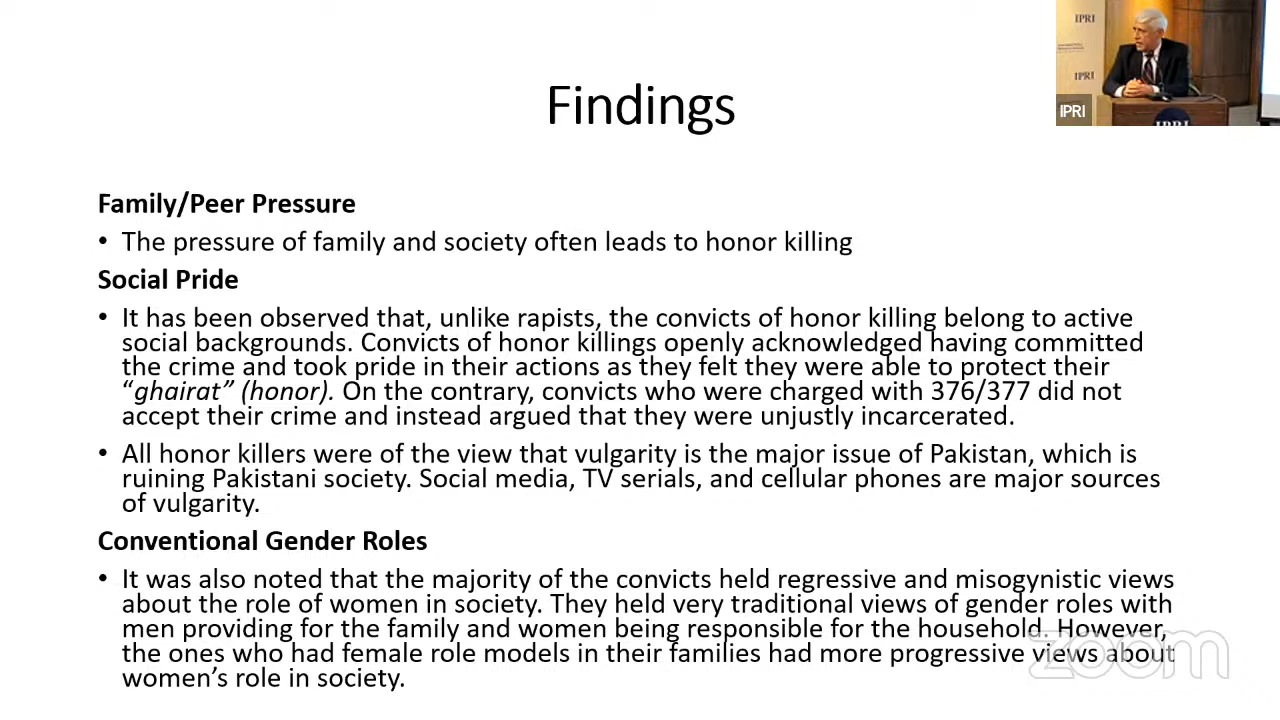 IPRI
IPRI
IPRI
IPRI
Findings
Family/Peer Pressure
• The pressure of family and society often leads to honor killing
Social Pride
• It has been observed that, unlike rapists, the convicts of honor killing belong to active
social backgrounds. Convicts of honor killings openly acknowledged having committed
the crime and took pride in their actions as they felt they were able to protect their
“ghairat” (honor). On the contrary, convicts who were charged with 376/377 did not
accept their crime and instead argued that they were unjustly incarcerated.
• All honor killers were of the view that vulgarity is the major issue of Pakistan, which is
ruining Pakistani society. Social media, TV serials, and cellular phones are major sources
of vulgarity.
Conventional Gender Roles
• It was also noted that the majority of the convicts held regressive and misogynistic views
about the role of women in society. They held very traditional views of gender roles with
men providing for the family and women being responsible for the household. However,
the ones who had female role models in their families had more progressive views about
women’s role in society.
zoom